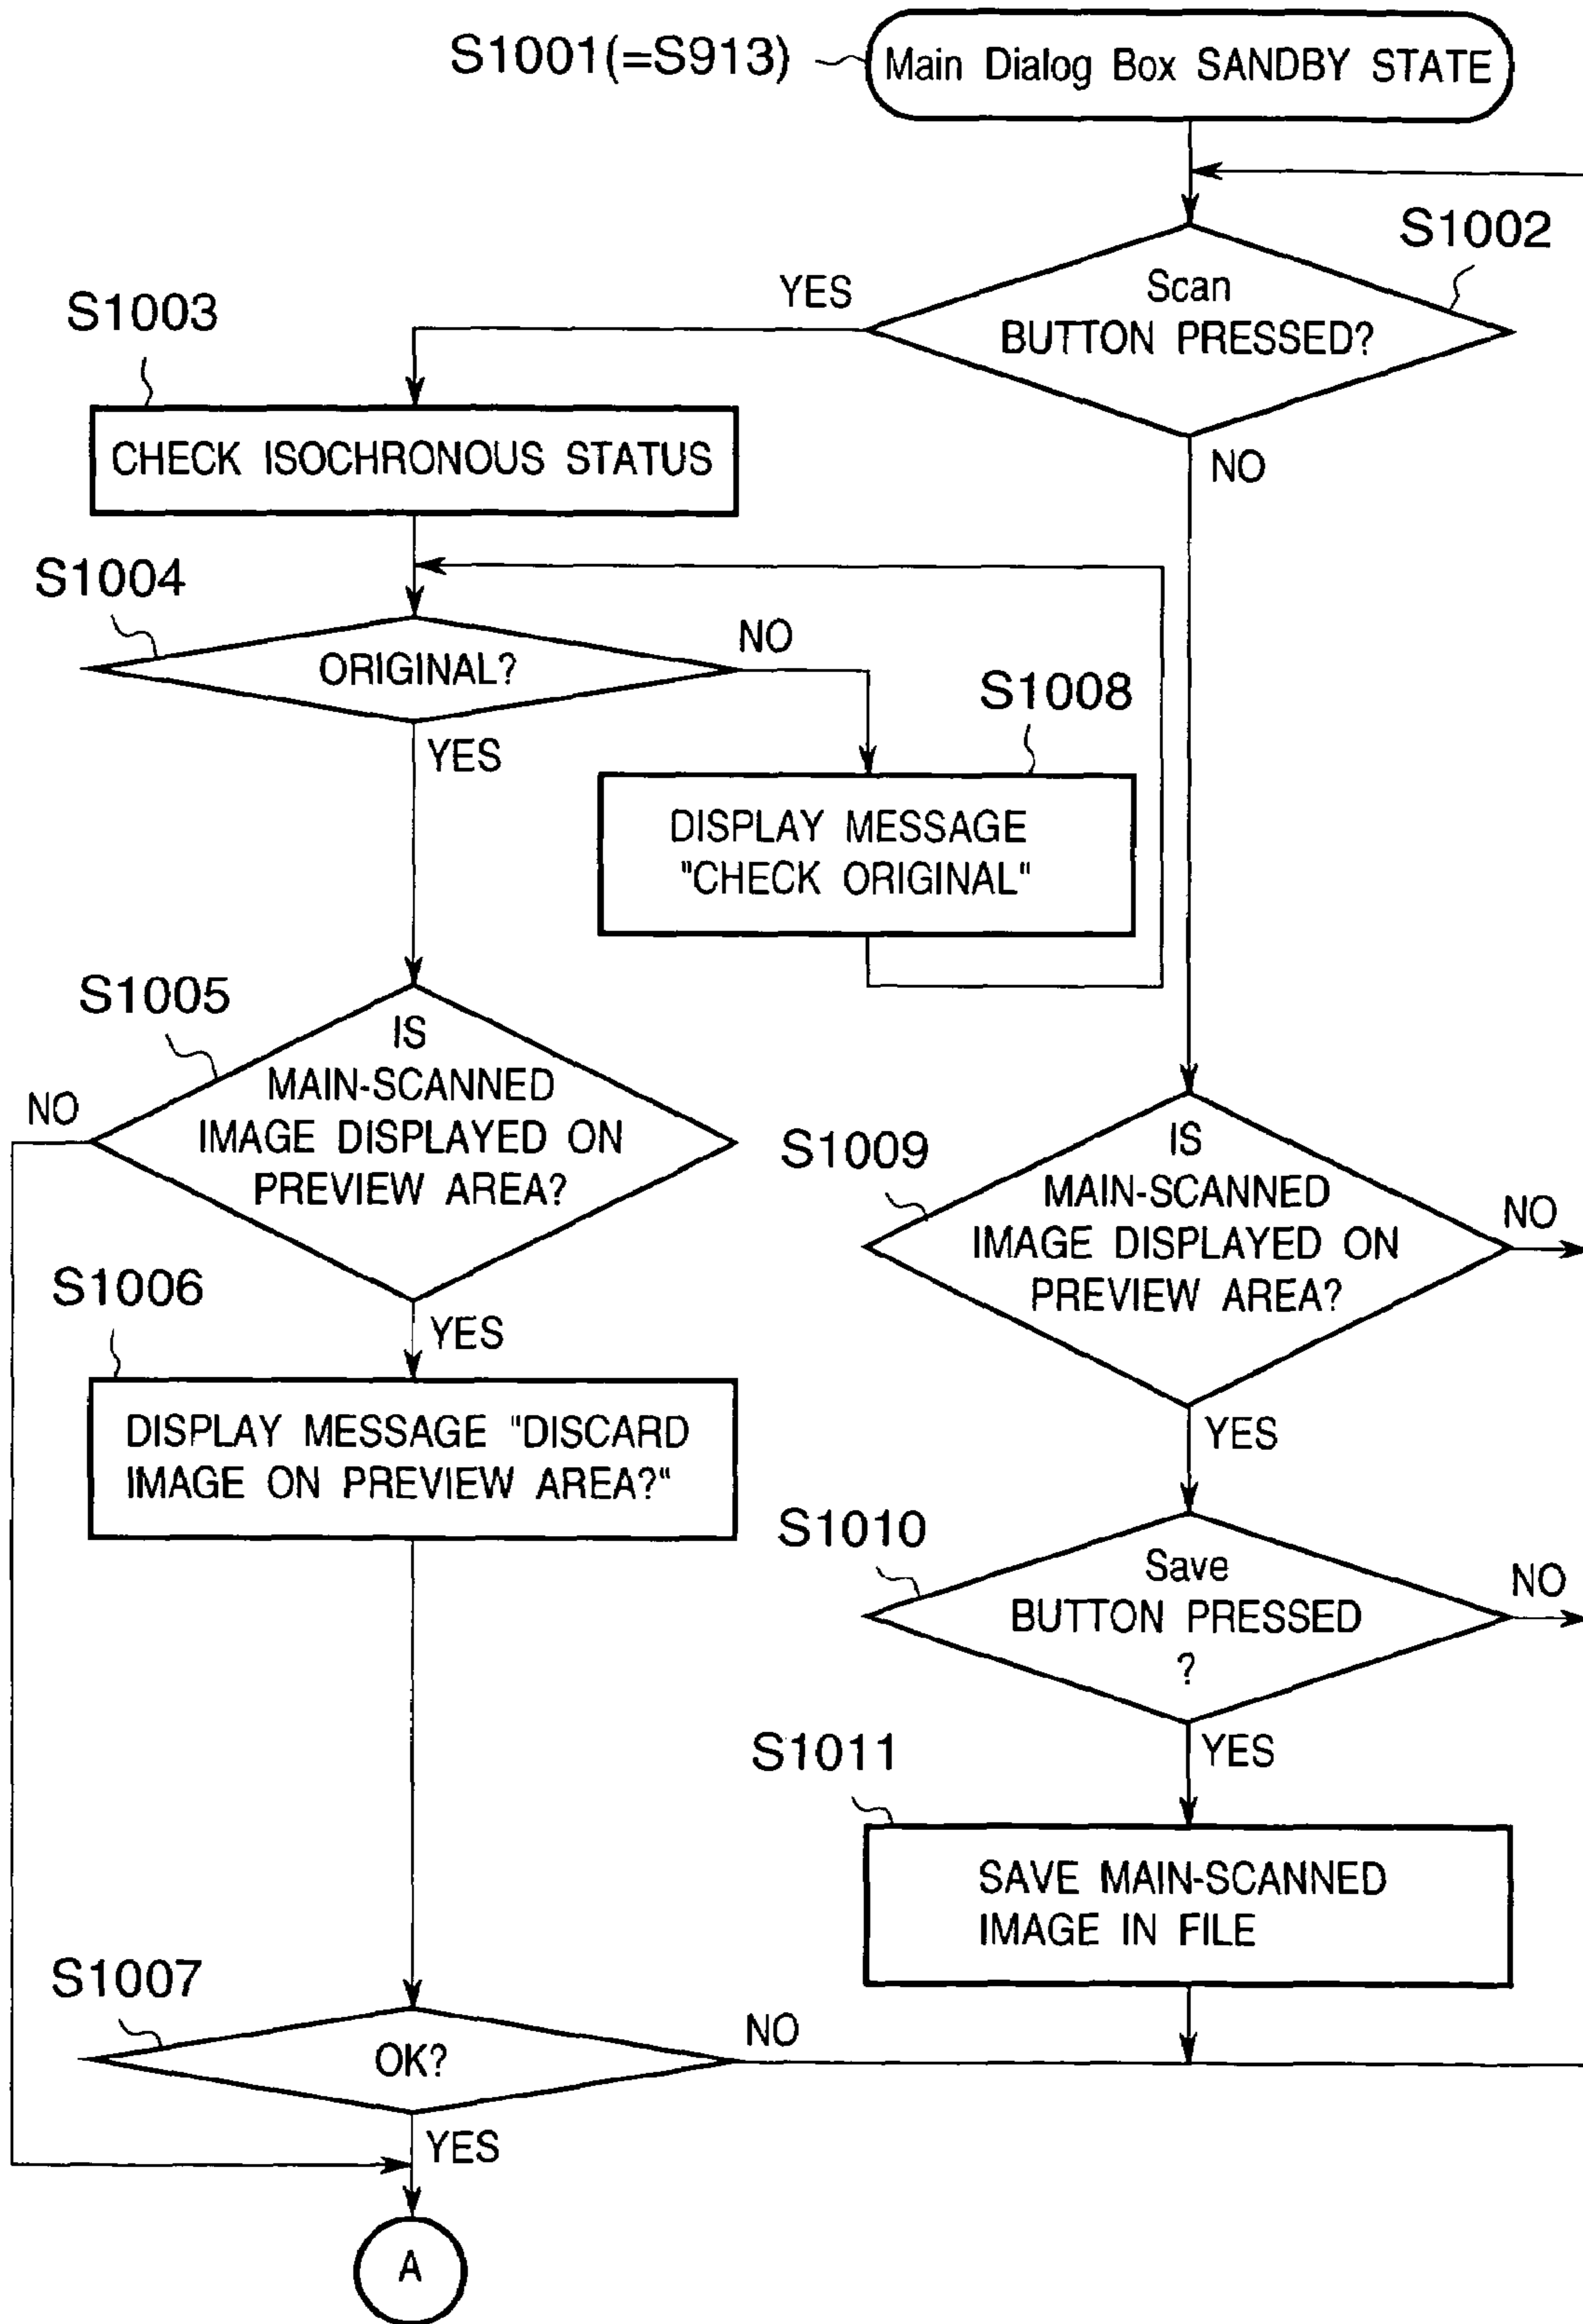 S1001(=S913)
Main Dialog Box SANDBY STATE
S1002
Scan
BUTTON PRESSED?
YES
NO
S1003
CHECK ISOCHRONOUS STATUS
S1004
ORIGINAL?
NO
YES
S1008
DISPLAY MESSAGE
"CHECK ORIGINAL"
S1005
IS
MAIN-SCANNED
IMAGE DISPLAYED ON
PREVIEW AREA?
NO
YES
S1006
DISPLAY MESSAGE "DISCARD
IMAGE ON PREVIEW AREA?"
S1007
OK?
NO
YES
A
S1009
IS
MAIN-SCANNED
IMAGE DISPLAYED ON
PREVIEW AREA?
NO
YES
S1010
Save
BUTTON PRESSED
?
NO
YES
S1011
SAVE MAIN-SCANNED
IMAGE IN FILE